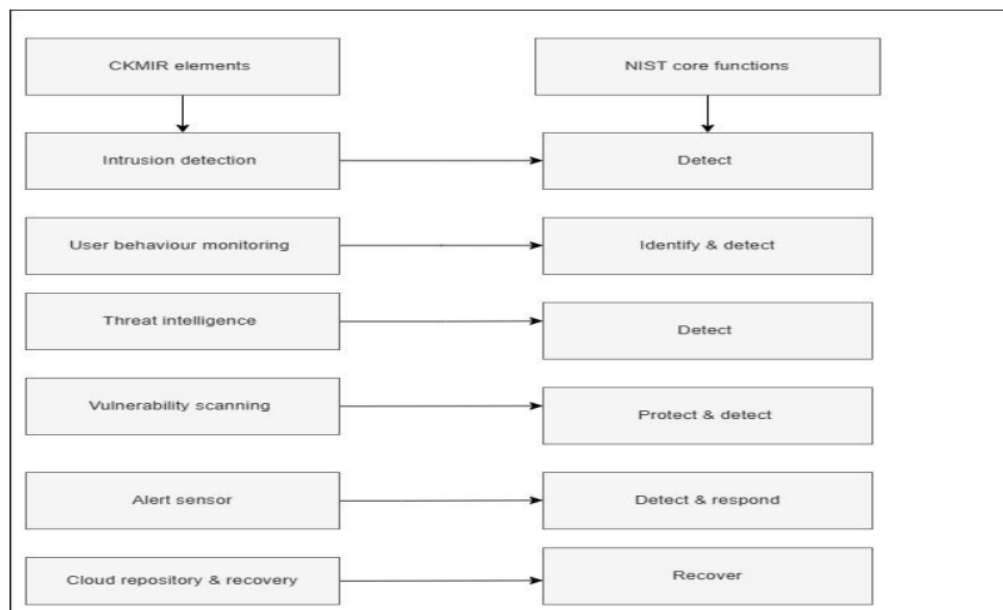 CKMIR elements
NIST core functions
Intrusion detection
Detect
User behaviour monitoring
Identify & detect
Threat intelligence
Detect
Vulnerability scanning
Protect & detect
Alert sensor
Detect & respond
Cloud repository & recovery
Recover